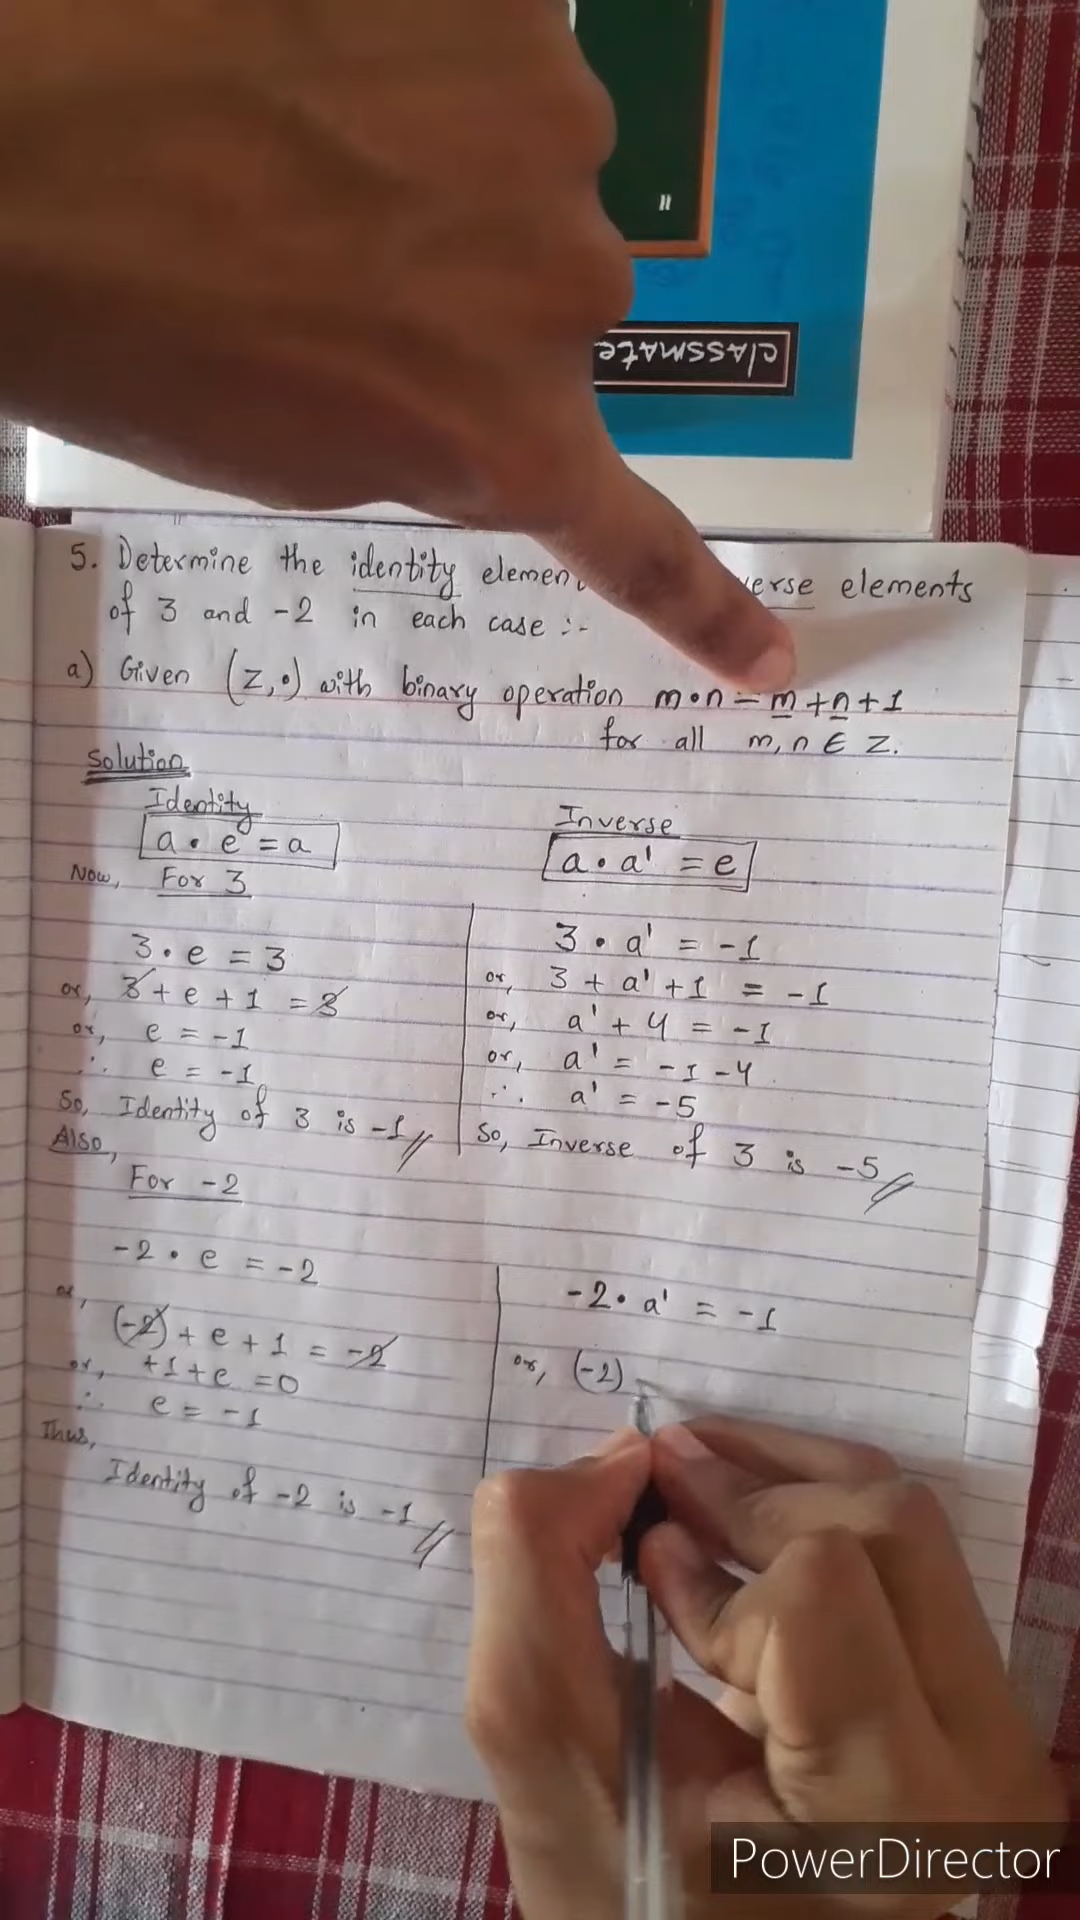 classmate
5. Determine the identity element erse elements
of 3 and -2 in each case :-
a) Given (Z, •) with binary operation m•n = m+n+1
for all m, n ∈ Z.
Solution
Identity
a • e = a
Now, For 3
3 • e = 3
or, 3 + e + 1 = 3
or, e = -1
∴ e = -1
So, Identity of 3 is -1
Inverse
a • a' = e
3 • a' = -1
or, 3 + a' + 1 = -1
or, a' + 4 = -1
or, a' = -1 -4
∴ a' = -5
So, Inverse of 3 is -5
Also,
For -2
-2 • e = -2
or, (-2) + e + 1 = -2
or, +1 + e = 0
∴ e = -1
Thus,
Identity of -2 is -1
-2 • a' = -1
or, (-2)
PowerDirector